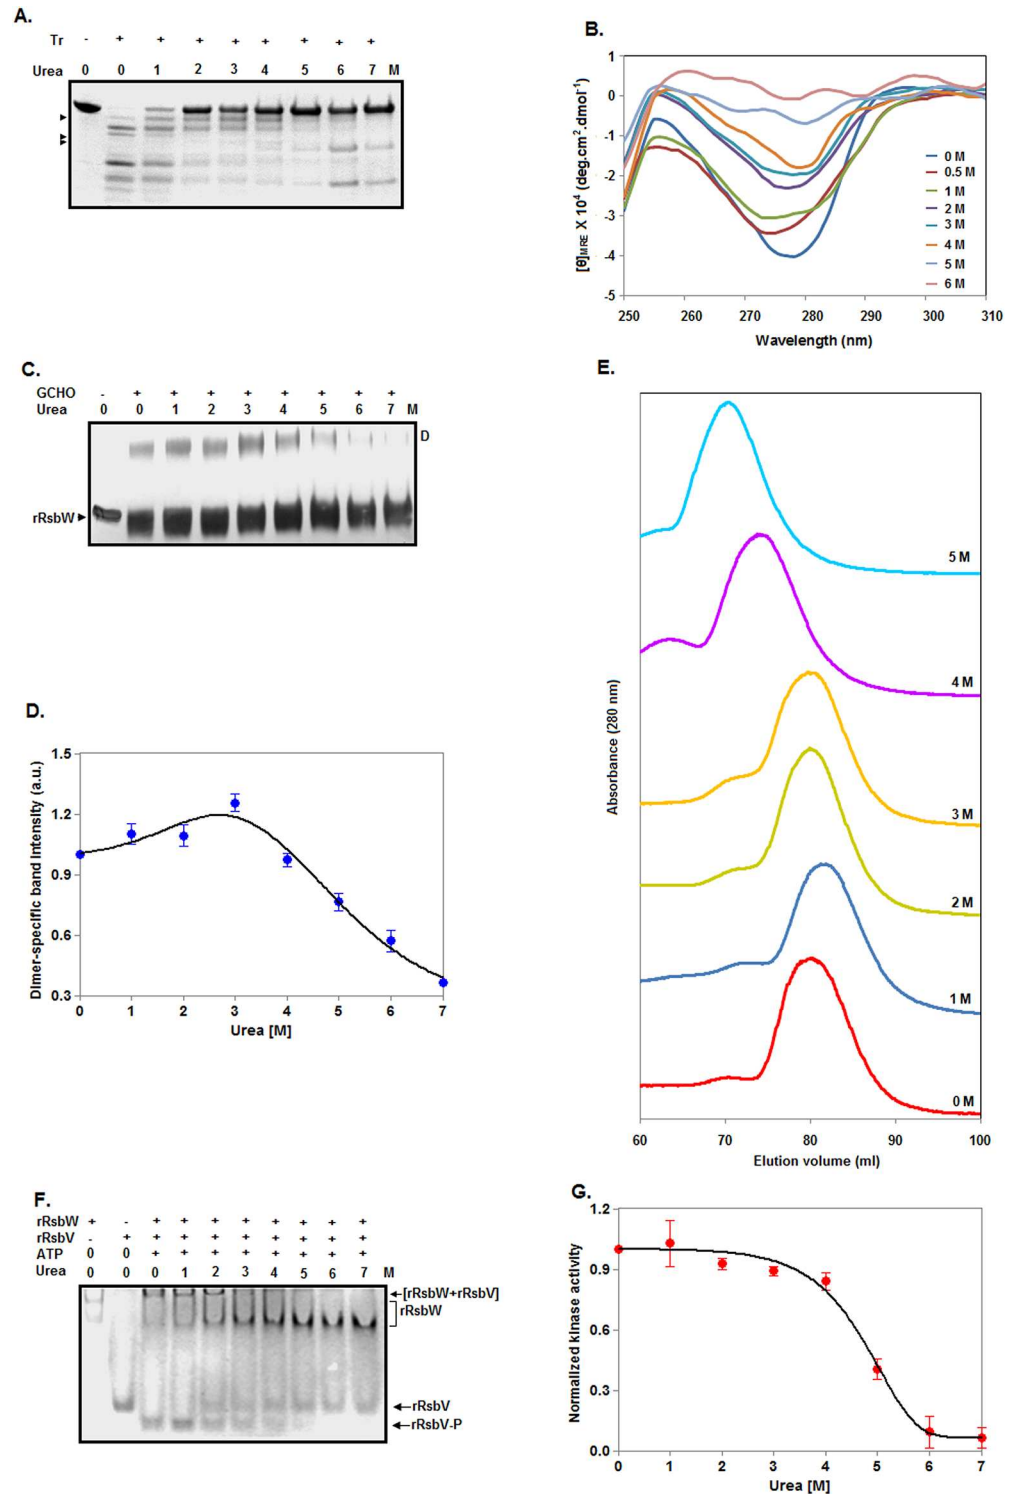 A.
Tr - + + + + + + + +
Urea 0 0 1 2 3 4 5 6 7 M
B.
[θ]MRE X 10⁴ (deg.cm².dmol⁻¹)
1
0
-1
-2
-3
-4
-5
0 M
0.5 M
1 M
2 M
3 M
4 M
5 M
6 M
250 260 270 280 290 300 310
Wavelength (nm)
C.
GCHO - + + + + + + + +
Urea 0 0 1 2 3 4 5 6 7 M
D
rRsbW
D.
Dimer-specific band Intensity (a.u.)
1.5
1.2
0.9
0.6
0.3
0 1 2 3 4 5 6 7
Urea [M]
E.
Absorbance (280 nm)
5 M
4 M
3 M
2 M
1 M
0 M
60 70 80 90 100
Elution volume (ml)
F.
rRsbW + - + + + + + + + +
rRsbV - + + + + + + + + +
ATP 0 0 + + + + + + + +
Urea 0 0 0 1 2 3 4 5 6 7 M
[rRsbW+rRsbV]
rRsbW
rRsbV
rRsbV-P
G.
Normalized kinase activity
1.2
0.9
0.6
0.3
0.0
0 1 2 3 4 5 6 7
Urea [M]